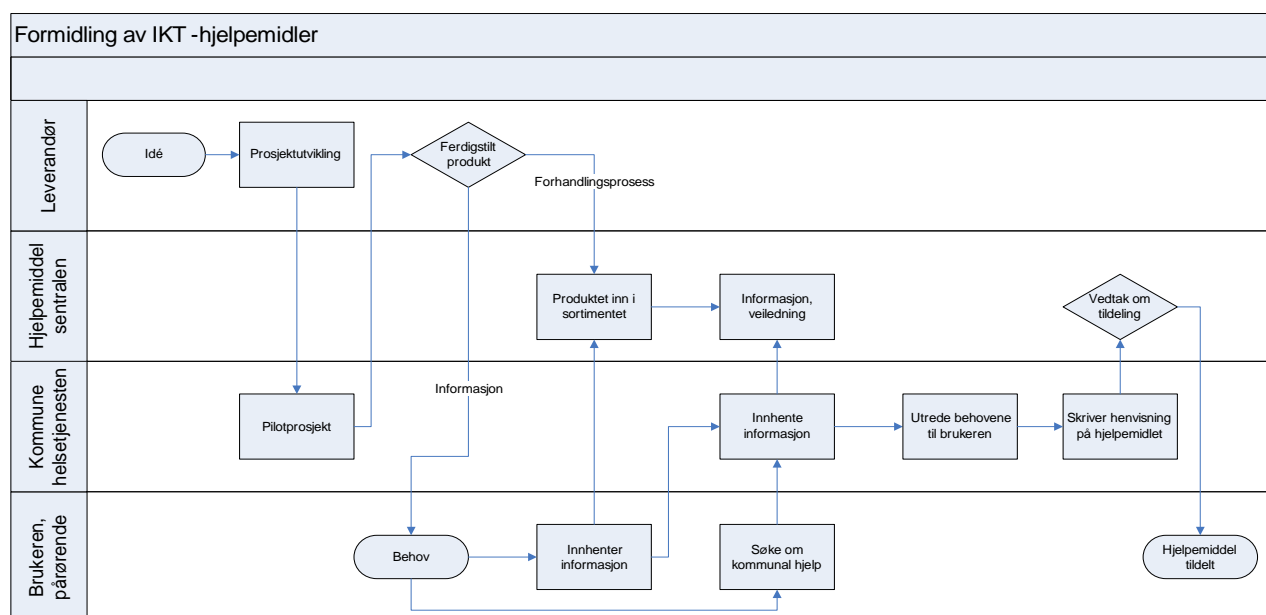 Formidling av IKT -hjelpemidler
Leverandør
Idé
Prosjektutvikling
Ferdigstilt
produkt
Forhandlingsprosess
Hjelpemiddel
sentralen
Produktet inn i
sortimentet
Informasjon,
veiledning
Vedtak om
tildeling
Kommune
helsetjenesten
Informasjon
Pilotprosjekt
Innhente
informasjon
Utrede behovene
til brukeren
Skriver henvisning
på hjelpemidlet
Brukeren,
pårørende
Behov
Innhenter
informasjon
Søke om
kommunal hjelp
Hjelpemiddel
tildelt